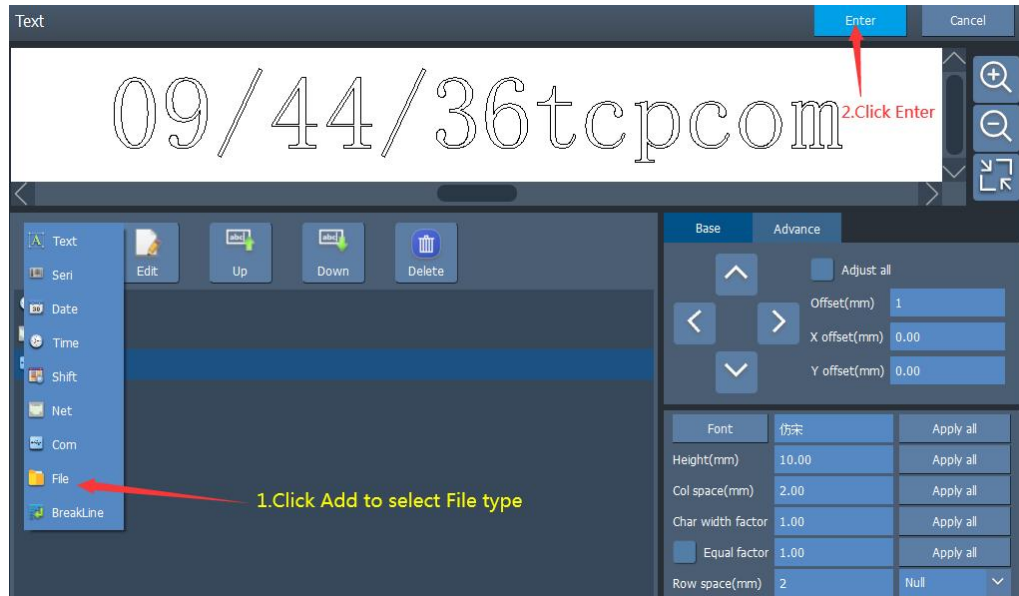 Text
Enter
Cancel
09/44/36tcpcom
2.Click Enter
Text
Seri
Date
Time
Shift
Net
Com
File
BreakLine
Edit
Up
Down
Delete
1.Click Add to select File type
Base
Advance
Adjust all
Offset(mm) 1
X offset(mm) 0.00
Y offset(mm) 0.00
Font 仿宋 Apply all
Height(mm) 10.00 Apply all
Col space(mm) 2.00 Apply all
Char width factor 1.00 Apply all
Equal factor 1.00 Apply all
Row space(mm) 2 Null